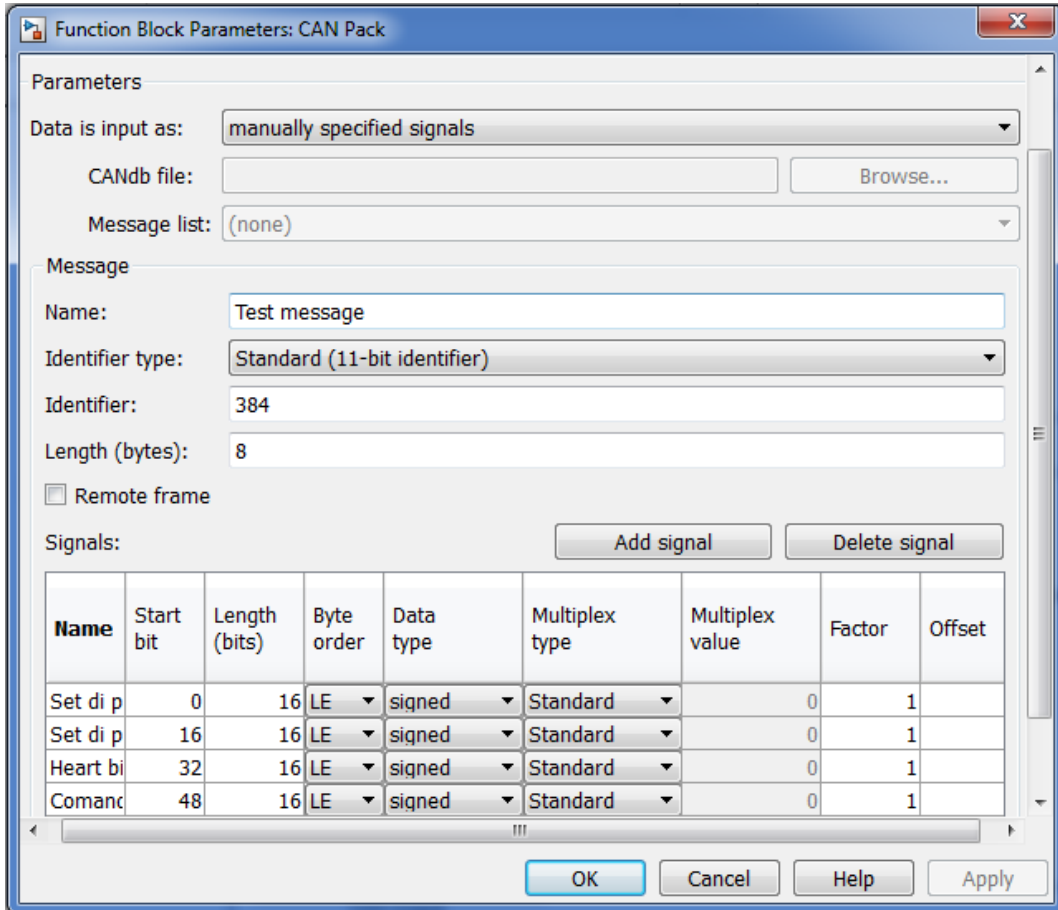 Function Block Parameters: CAN Pack
Parameters
Data is input as: manually specified signals
CANdb file: Browse...
Message list: (none)
Message
Name: Test message
Identifier type: Standard (11-bit identifier)
Identifier: 384
Length (bytes): 8
Remote frame
Signals: Add signal Delete signal
Name Start bit Length (bits) Byte order Data type Multiplex type Multiplex value Factor Offset
Set di p 0 16 LE signed Standard 0 1
Set di p 16 16 LE signed Standard 0 1
Heart bi 32 16 LE signed Standard 0 1
Comand 48 16 LE signed Standard 0 1
OK Cancel Help Apply